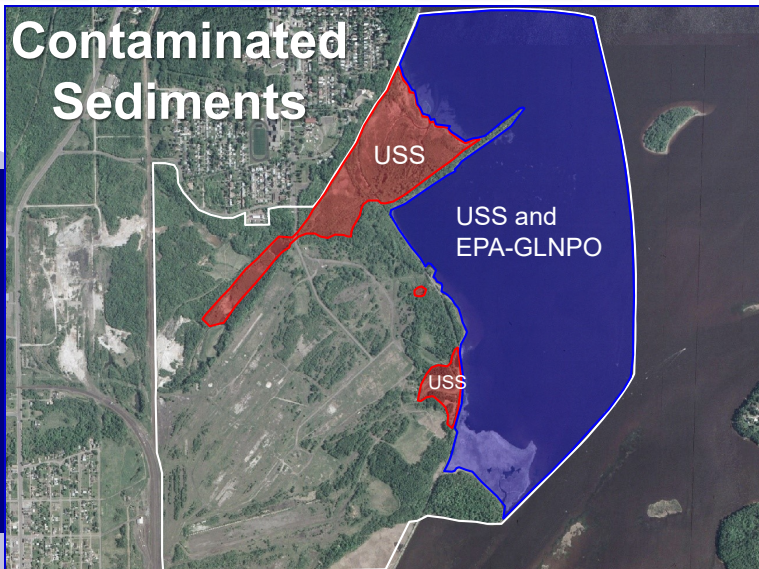 Contaminated
Sediments
USS
USS and
EPA-GLNPO
USS